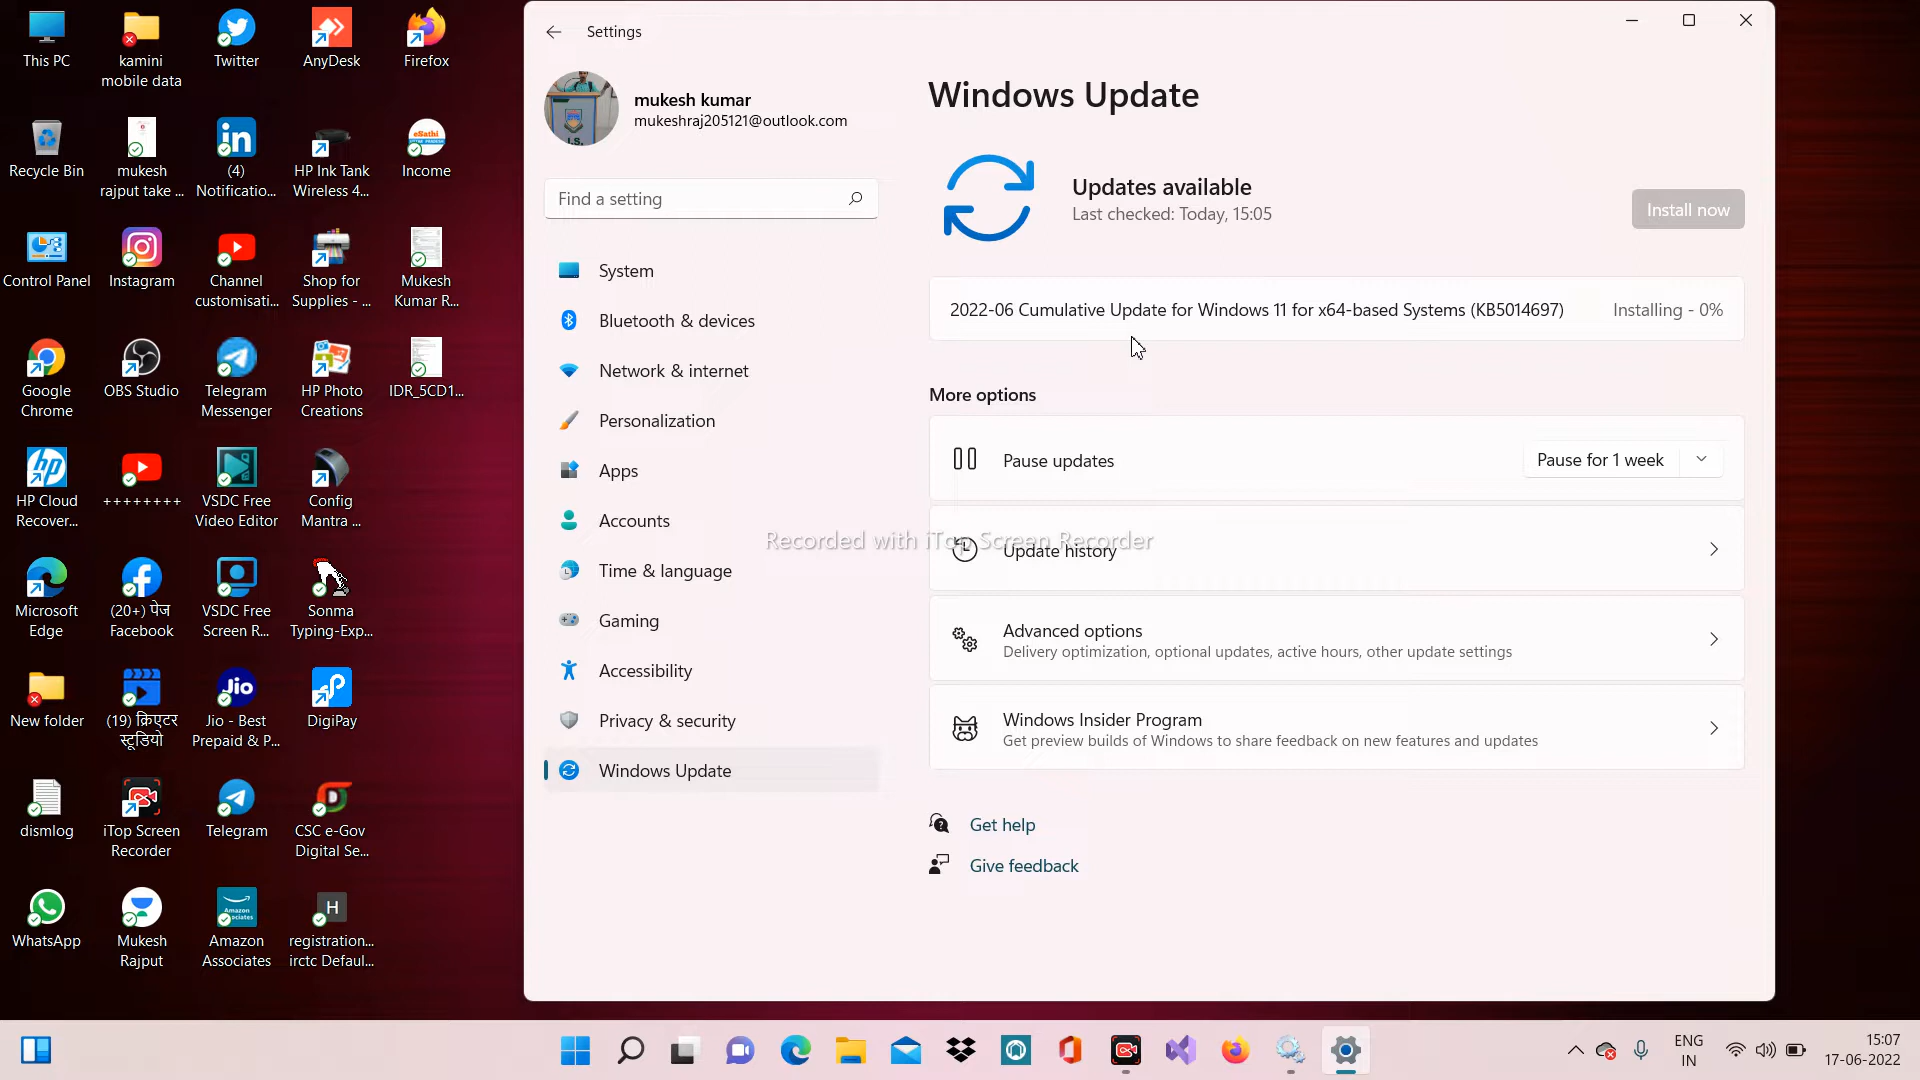 This PC
kamini
mobile data
Twitter
AnyDesk
Firefox
Recycle Bin
mukesh
rajput take ...
(4)
Notificatio...
HP Ink Tank
Wireless 4...
eSathi
Income
Control Panel
Instagram
Channel
customisati...
Shop for
Supplies - ...
Mukesh
Kumar R...
Google
Chrome
OBS Studio
Telegram
Messenger
HP Photo
Creations
IDR_5CD1...
HP Cloud
Recover...
++++++++
VSDC Free
Video Editor
Config
Mantra ...
Microsoft
Edge
(20+) पेज
Facebook
VSDC Free
Screen R...
Sonma
Typing-Exp...
New folder
(19) क्रिएटर
स्टूडियो
Jio
Jio - Best
Prepaid & P...
DigiPay
dismlog
iTop Screen
Recorder
Telegram
CSC e-Gov
Digital Se...
WhatsApp
Mukesh
Rajput
Amazon
Associates
H
registration...
irctc Defaul...
Settings
mukesh kumar
mukeshraj205121@outlook.com
Find a setting
System
Bluetooth & devices
Network & internet
Personalization
Apps
Accounts
Time & language
Gaming
Accessibility
Privacy & security
Windows Update
Windows Update
Updates available
Last checked: Today, 15:05
Install now
2022-06 Cumulative Update for Windows 11 for x64-based Systems (KB5014697)
Installing - 0%
More options
Pause updates
Pause for 1 week
Recorded with iTop Screen Recorder
Update history
Advanced options
Delivery optimization, optional updates, active hours, other update settings
Windows Insider Program
Get preview builds of Windows to share feedback on new features and updates
Get help
Give feedback
ENG
IN
15:07
17-06-2022